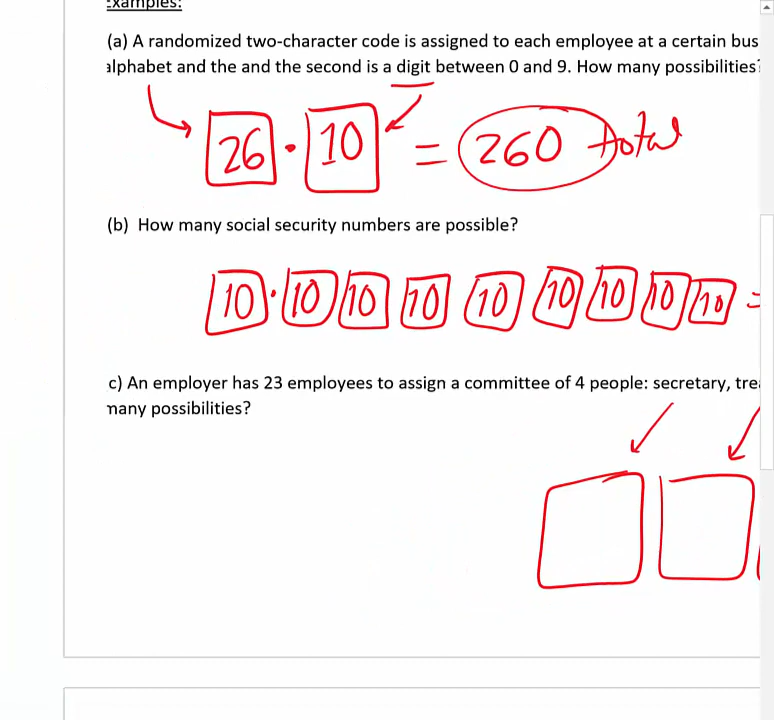 Examples:
(a) A randomized two-character code is assigned to each employee at a certain bus
alphabet and the and the second is a digit between 0 and 9. How many possibilities?
26 · 10 = 260 total
(b) How many social security numbers are possible?
10 · 10 10 10 10 10 10 10 10 =
c) An employer has 23 employees to assign a committee of 4 people: secretary, trea
many possibilities?